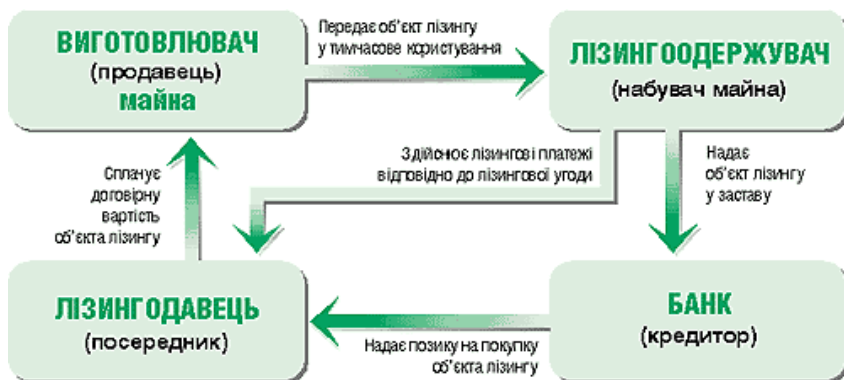 ВИГОТОВЛЮВАЧ
(продавець)
майна
Передає об'єкт лізингу
у тимчасове користування
ЛІЗИНГООДЕРЖУВАЧ
(набувач майна)
Сплачує
договірну
вартість
об'єкта лізингу
Здійснює лізингові платежі
відповідно до лізингової угоди
Надає
об'єкт лізингу
у заставу
ЛІЗИНГОДАВЕЦЬ
(посередник)
Надає позику на покупку
об'єкта лізингу
БАНК
(кредитор)